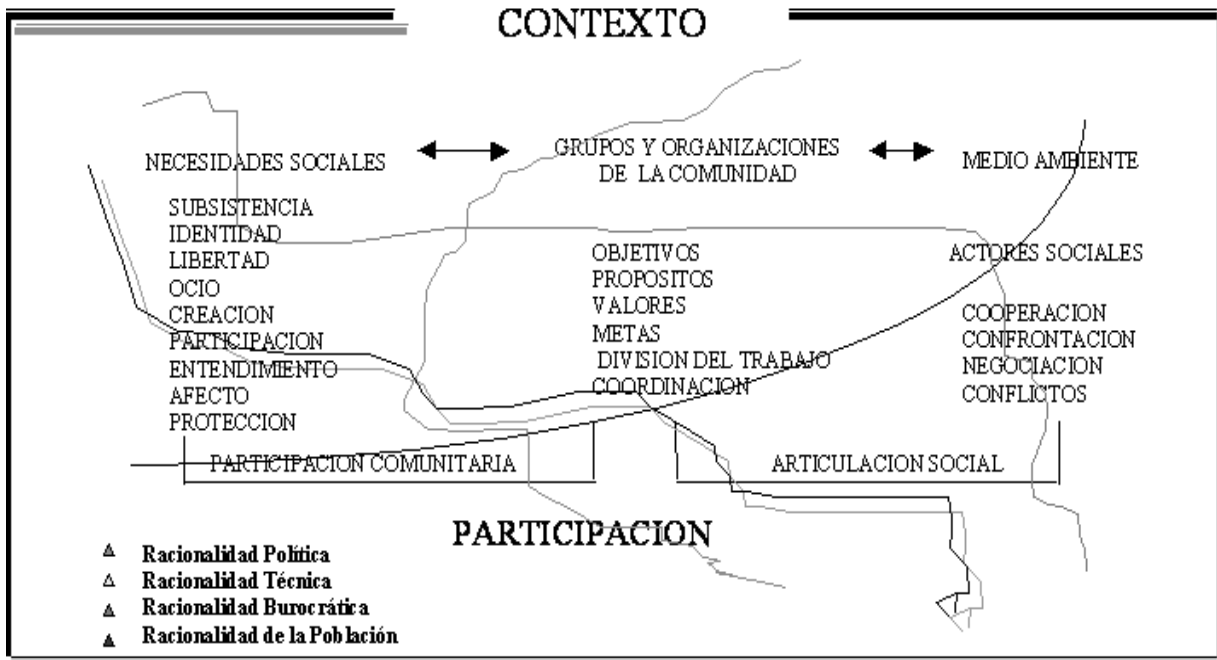 CONTEXTO
NECESIDADES SOCIALES
GRUPOS Y ORGANIZACIONES
DE LA COMUNIDAD
MEDIO AMBIENTE
SUBSISTENCIA
IDENTIDAD
LIBERTAD
OCIO
CREACION
PARTICIPACION
ENTENDIMIENTO
AFECTO
PROTECCION
OBJETIVOS
PROPOSITOS
VALORES
METAS
DIVISION DEL TRABAJO
COORDINACION
ACTORES SOCIALES
COOPERACION
CONFRONTACION
NEGOCIACION
CONFLICTOS
PARTICIPACION COMUNITARIA
ARTICULACION SOCIAL
PARTICIPACION
Racionalidad Política
Racionalidad Técnica
Racionalidad Burocrática
Racionalidad de la Población